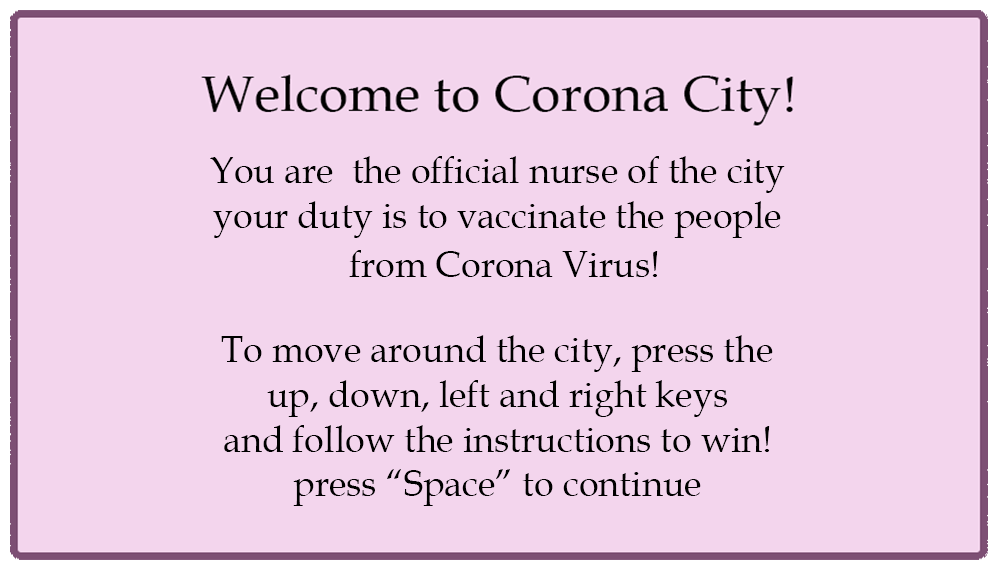 Welcome to Corona City!
You are  the official nurse of the city
your duty is to vaccinate the people
from Corona Virus!
To move around the city, press the
up, down, left and right keys
and follow the instructions to win!
press “Space” to continue